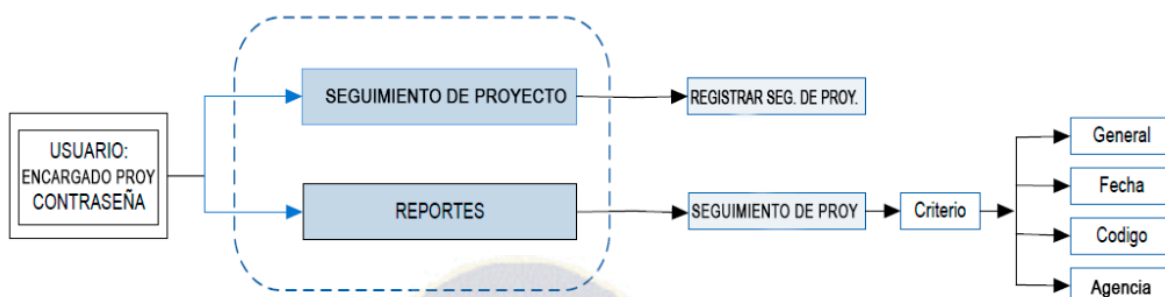 USUARIO:
ENCARGADO PROY
CONTRASEÑA
SEGUIMIENTO DE PROYECTO
REGISTRAR SEG. DE PROY.
REPORTES
SEGUIMIENTO DE PROY
Criterio
General
Fecha
Codigo
Agencia